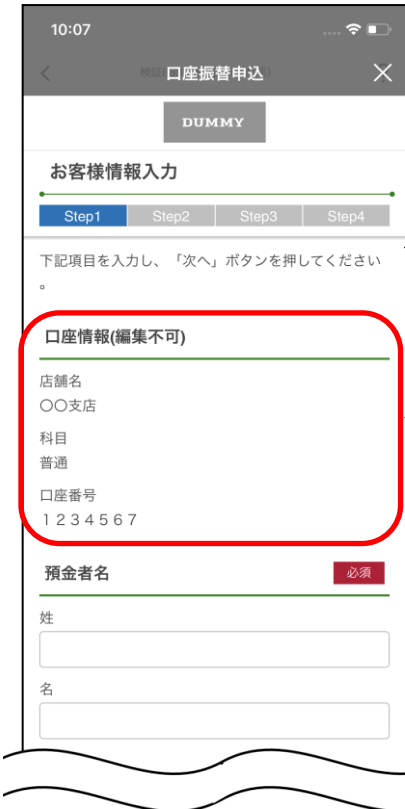 10:07
口座振替申込
DUMMY
お客様情報入力
Step1 Step2 Step3 Step4
下記項目を入力し、「次へ」ボタンを押してください
。
口座情報(編集不可)
店舗名
〇〇支店
科目
普通
口座番号
１２３４５６７
預金者名 必須
姓
名